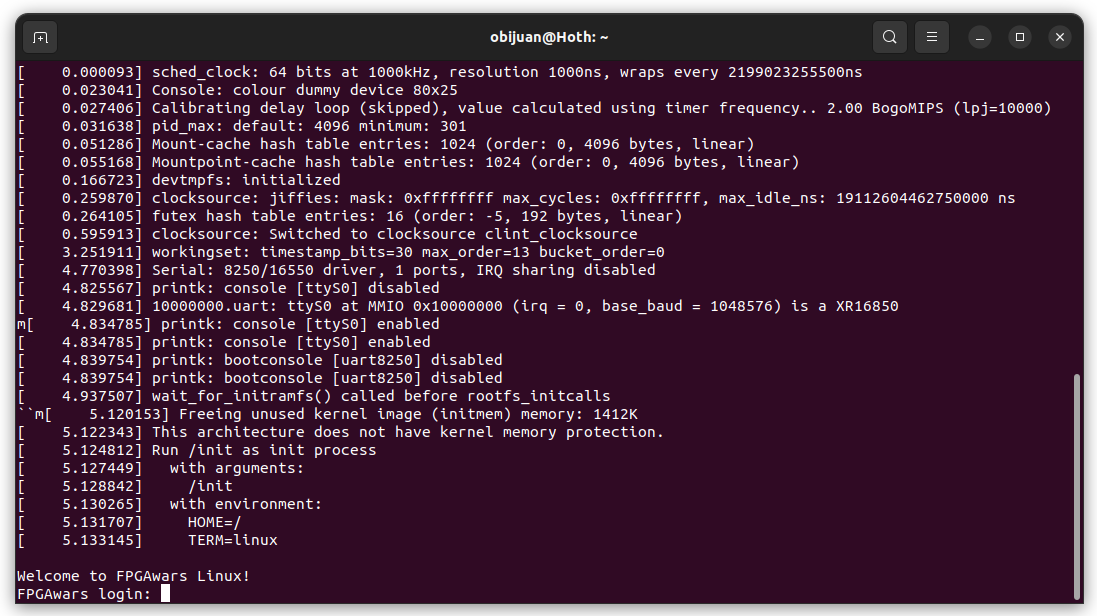 obijuan@Hoth: ~
[    0.000093] sched_clock: 64 bits at 1000kHz, resolution 1000ns, wraps every 2199023255500ns
[    0.023041] Console: colour dummy device 80x25
[    0.027406] Calibrating delay loop (skipped), value calculated using timer frequency.. 2.00 BogoMIPS (lpj=10000)
[    0.031638] pid_max: default: 4096 minimum: 301
[    0.051286] Mount-cache hash table entries: 1024 (order: 0, 4096 bytes, linear)
[    0.055168] Mountpoint-cache hash table entries: 1024 (order: 0, 4096 bytes, linear)
[    0.166723] devtmpfs: initialized
[    0.259870] clocksource: jiffies: mask: 0xffffffff max_cycles: 0xffffffff, max_idle_ns: 19112604462750000 ns
[    0.264105] futex hash table entries: 16 (order: -5, 192 bytes, linear)
[    0.595913] clocksource: Switched to clocksource clint_clocksource
[    3.251911] workingset: timestamp_bits=30 max_order=13 bucket_order=0
[    4.770398] Serial: 8250/16550 driver, 1 ports, IRQ sharing disabled
[    4.825567] printk: console [ttyS0] disabled
[    4.829681] 10000000.uart: ttyS0 at MMIO 0x10000000 (irq = 0, base_baud = 1048576) is a XR16850
m[    4.834785] printk: console [ttyS0] enabled
[    4.834785] printk: console [ttyS0] enabled
[    4.839754] printk: bootconsole [uart8250] disabled
[    4.839754] printk: bootconsole [uart8250] disabled
[    4.937507] wait_for_initramfs() called before rootfs_initcalls
``m[    5.120153] Freeing unused kernel image (initmem) memory: 1412K
[    5.122343] This architecture does not have kernel memory protection.
[    5.124812] Run /init as init process
[    5.127449]   with arguments:
[    5.128842]     /init
[    5.130265]   with environment:
[    5.131707]     HOME=/
[    5.133145]     TERM=linux
Welcome to FPGAwars Linux!
FPGAwars login: